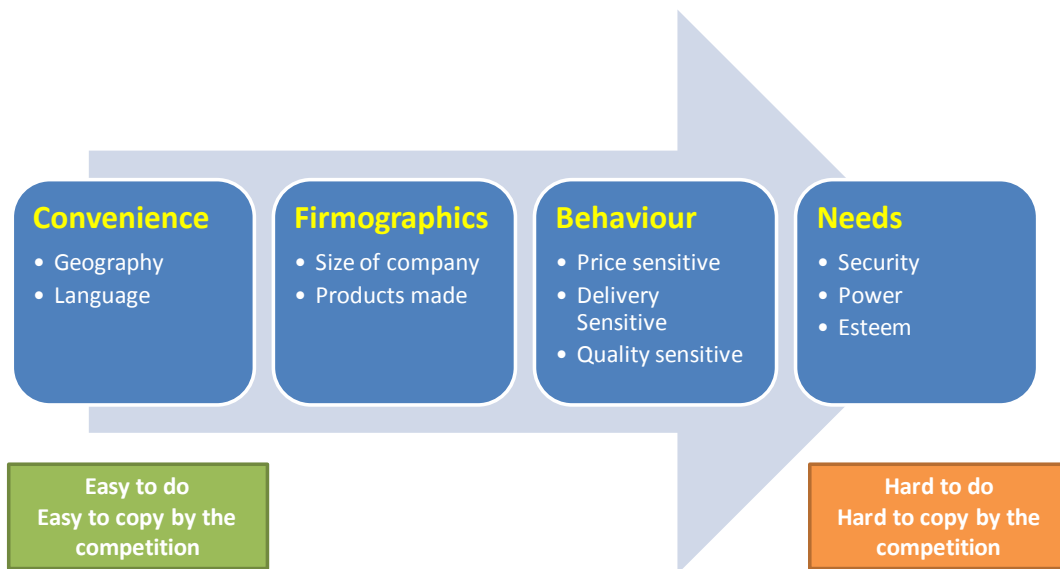 Convenience
• Geography
• Language
Firmographics
• Size of company
• Products made
Behaviour
• Price sensitive
• Delivery
Sensitive
• Quality sensitive
Needs
• Security
• Power
• Esteem
Easy to do
Easy to copy by the
competition
Hard to do
Hard to copy by the
competition